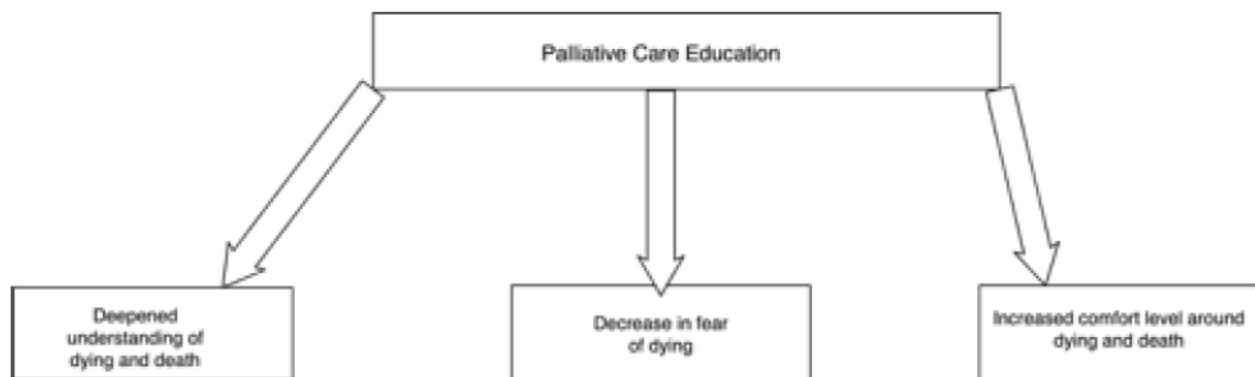 Palliative Care Education
Deepened
understanding of
dying and death
Decrease in fear
of dying
Increased comfort level around
dying and death